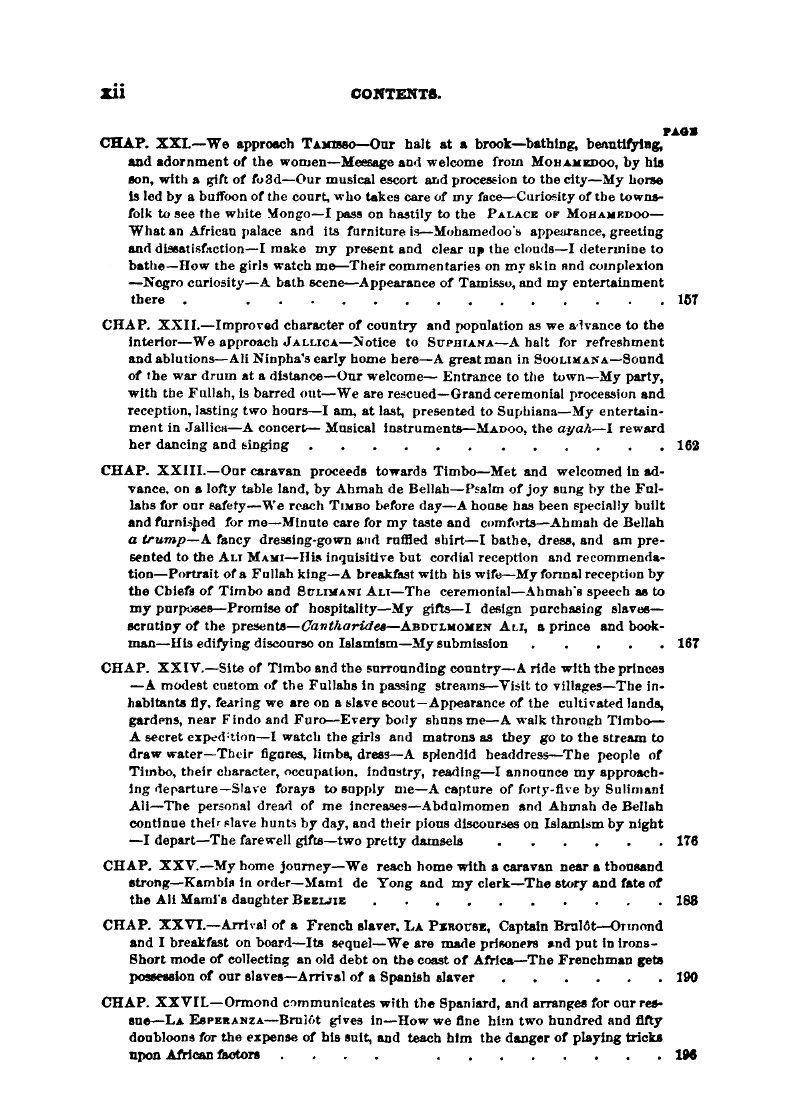 xii CONTENTS.
PAGE
CHAP. XXI.—We approach TAMISSO—Our halt at a brook—bathing, beautifying,
and adornment of the women—Message and welcome from MOHAMEDOO, by his
son, with a gift of fo3d—Our musical escort and procession to the city—My horse
is led by a buffoon of the court, who takes care of my face—Curiosity of the towns-
folk to see the white Mongo—I pass on hastily to the PALACE OF MOHAMEDOO—
What an African palace and its furniture is—Mohamedoo's appearance, greeting
and dissatisfaction—I make my present and clear up the clouds—I determine to
bathe—How the girls watch me—Their commentaries on my skin and complexion
—Negro curiosity—A bath scene—Appearance of Tamisso, and my entertainment
there . . . . . . . . . . . . . . . . 157
CHAP. XXII.—Improved character of country and population as we advance to the
interior—We approach JALLICA—Notice to SUPHIANA—A halt for refreshment
and ablutions—Ali Ninpha's early home here—A great man in SOOLIMANA—Sound
of the war drum at a distance—Our welcome— Entrance to the town—My party,
with the Fullah, is barred out—We are rescued—Grand ceremonial procession and
reception, lasting two hours—I am, at last, presented to Suphiana—My entertain-
ment in Jallica—A concert— Musical instruments—MADOO, the ayah—I reward
her dancing and singing . . . . . . . . . . . . 162
CHAP. XXIII.—Our caravan proceeds towards Timbo—Met and welcomed in ad-
vance, on a lofty table land, by Ahmah de Bellah—Psalm of joy sung by the Ful-
lahs for our safety—We reach TIMBO before day—A house has been specially built
and furnished for me—Minute care for my taste and comforts—Ahmah de Bellah
a trump—A fancy dressing-gown and ruffled shirt—I bathe, dress, and am pre-
sented to the ALI MAMI—His inquisitive but cordial reception and recommenda-
tion—Portrait of a Fullah king—A breakfast with his wife—My formal reception by
the Chiefs of Timbo and SULIMANI ALI—The ceremonial—Ahmah's speech as to
my purposes—Promise of hospitality—My gifts—I design purchasing slaves—
scrutiny of the presents—Cantharides—ABDULMOMEN ALI, a prince and book-
man—His edifying discourse on Islamism—My submission . . . . . 167
CHAP. XXIV.—Site of Timbo and the surrounding country—A ride with the princes
—A modest custom of the Fullahs in passing streams—Visit to villages—The in-
habitants fly, fearing we are on a slave scout—Appearance of the cultivated lands,
gardens, near Findo and Furo—Every body shuns me—A walk through Timbo—
A secret expedition—I watch the girls and matrons as they go to the stream to
draw water—Their figures, limbs, dress—A splendid headdress—The people of
Timbo, their character, occupation, industry, reading—I announce my approach-
ing departure—Slave forays to supply me—A capture of forty-five by Sulimani
Ali—The personal dread of me increases—Abdulmomen and Ahmah de Bellah
continue their slave hunts by day, and their pious discourses on Islamism by night
—I depart—The farewell gifts—two pretty damsels . . . . . . 176
CHAP. XXV.—My home journey—We reach home with a caravan near a thousand
strong—Kambia in order—Mami de Yong and my clerk—The story and fate of
the Ali Mami's daughter BEELJIE . . . . . . . . . . 188
CHAP. XXVI.—Arrival of a French slaver, LA PEROUSE, Captain Brulôt—Ormond
and I breakfast on board—Its sequel—We are made prisoners and put in irons—
Short mode of collecting an old debt on the coast of Africa—The Frenchman gets
possession of our slaves—Arrival of a Spanish slaver . . . . . . 190
CHAP. XXVII.—Ormond communicates with the Spaniard, and arranges for our res-
sue—LA ESPERANZA—Brulôt gives in—How we fine him two hundred and fifty
doubloons for the expense of his suit, and teach him the danger of playing tricks
upon African factors . . . . . . . . . . . . 196